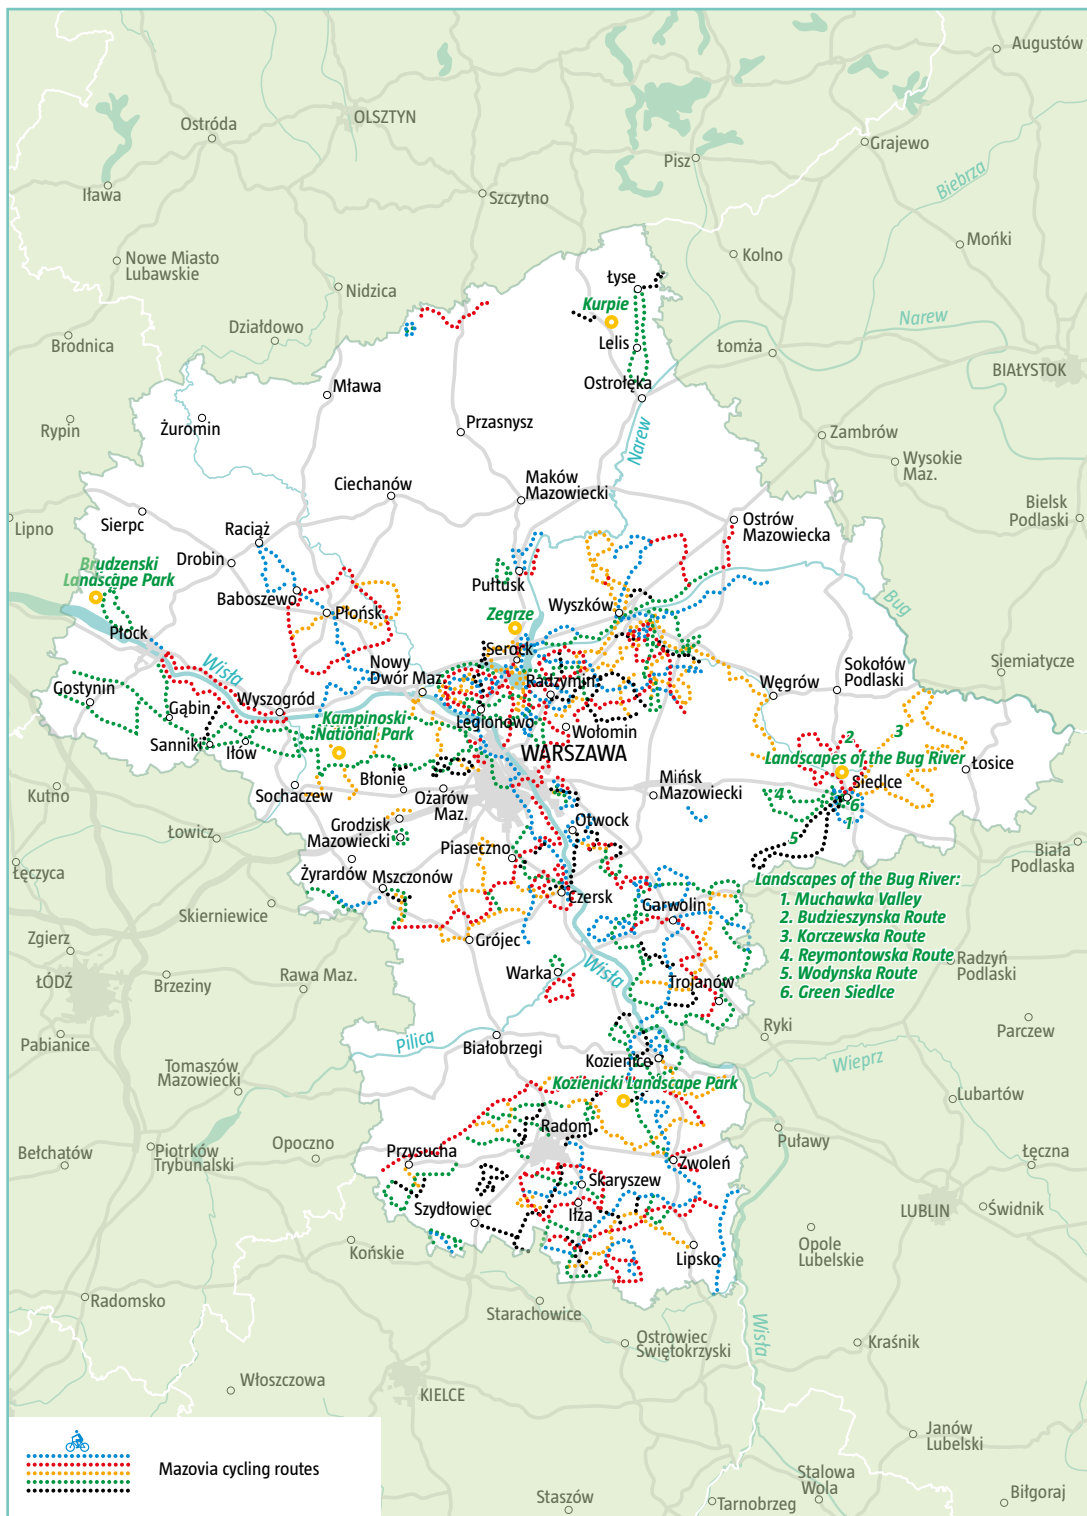 Augustów
OLSZTYN
Ostróda
Grajewo
Pisz
Biebrza
Iława
Szczytno
Mońki
Kolno
Nowe Miasto
Lubawskie
Łyse
Nidzica
Kurpie
Narew
Działdowo
Brodnica
Lelis
Łomża
BIAŁYSTOK
Ostrołęka
Mława
Przasnysz
Żuromin
Rypin
Narew
Zambrów
Wysokie
Maz.
Ciechanów
Maków
Mazowiecki
Bielsk
Podlaski
Sierpc
Lipno
Raciąż
Ostrów
Mazowiecka
Drobin
Brudzenski
Landscape Park
Pułtusk
Baboszewo
Płońsk
Wyszków
Bug
Zegrze
Płock
Serock
Wisła
Nowy
Dwór Maz.
Sokołów
Podlaski
Siemiatycze
Gostynin
Radzymin
Węgrów
Gąbin
Wyszogród
Legionowo
Kampinoski
National Park
Wołomin
2
3
Sanniki
Iłów
WARSZAWA
Landscapes of the Bug River
Łosice
Błonie
Siedlce
Kutno
Sochaczew
Ożarów
Maz.
Mińsk
Mazowiecki
4
6
1
Grodzisk
Mazowiecki
Otwock
5
Łowicz
Piaseczno
Biała
Podlaska
Łęczyca
Żyrardów
Mszczonów
Czersk
Landscapes of the Bug River:
1. Muchawka Valley
2. Budzieszynska Route
3. Korczewska Route
4. Reymontowska Route
5. Wodynska Route
6. Green Siedlce
Skierniewice
Garwolin
Zgierz
Grójec
Radzyń
Podlaski
ŁÓDŹ
Brzeziny
Rawa Maz.
Warka
Wisła
Trojanów
Pabianice
Pilica
Białobrzegi
Ryki
Parczew
Tomaszów
Mazowiecki
Kozienice
Wieprz
Kozienicki Landscape Park
Lubartów
Bełchatów
Piotrków
Trybunalski
Opoczno
Radom
Puławy
Przysucha
Zwoleń
Łęczna
Skaryszew
Szydłowiec
Iłża
LUBLIN
Świdnik
Końskie
Lipsko
Opole
Lubelskie
Radomsko
Starachowice
Ostrowiec
Świętokrzyski
Wisła
Kraśnik
Włoszczowa
KIELCE
Janów
Lubelski
Mazovia cycling routes
Stalowa
Wola
Staszów
Tarnobrzeg
Biłgoraj